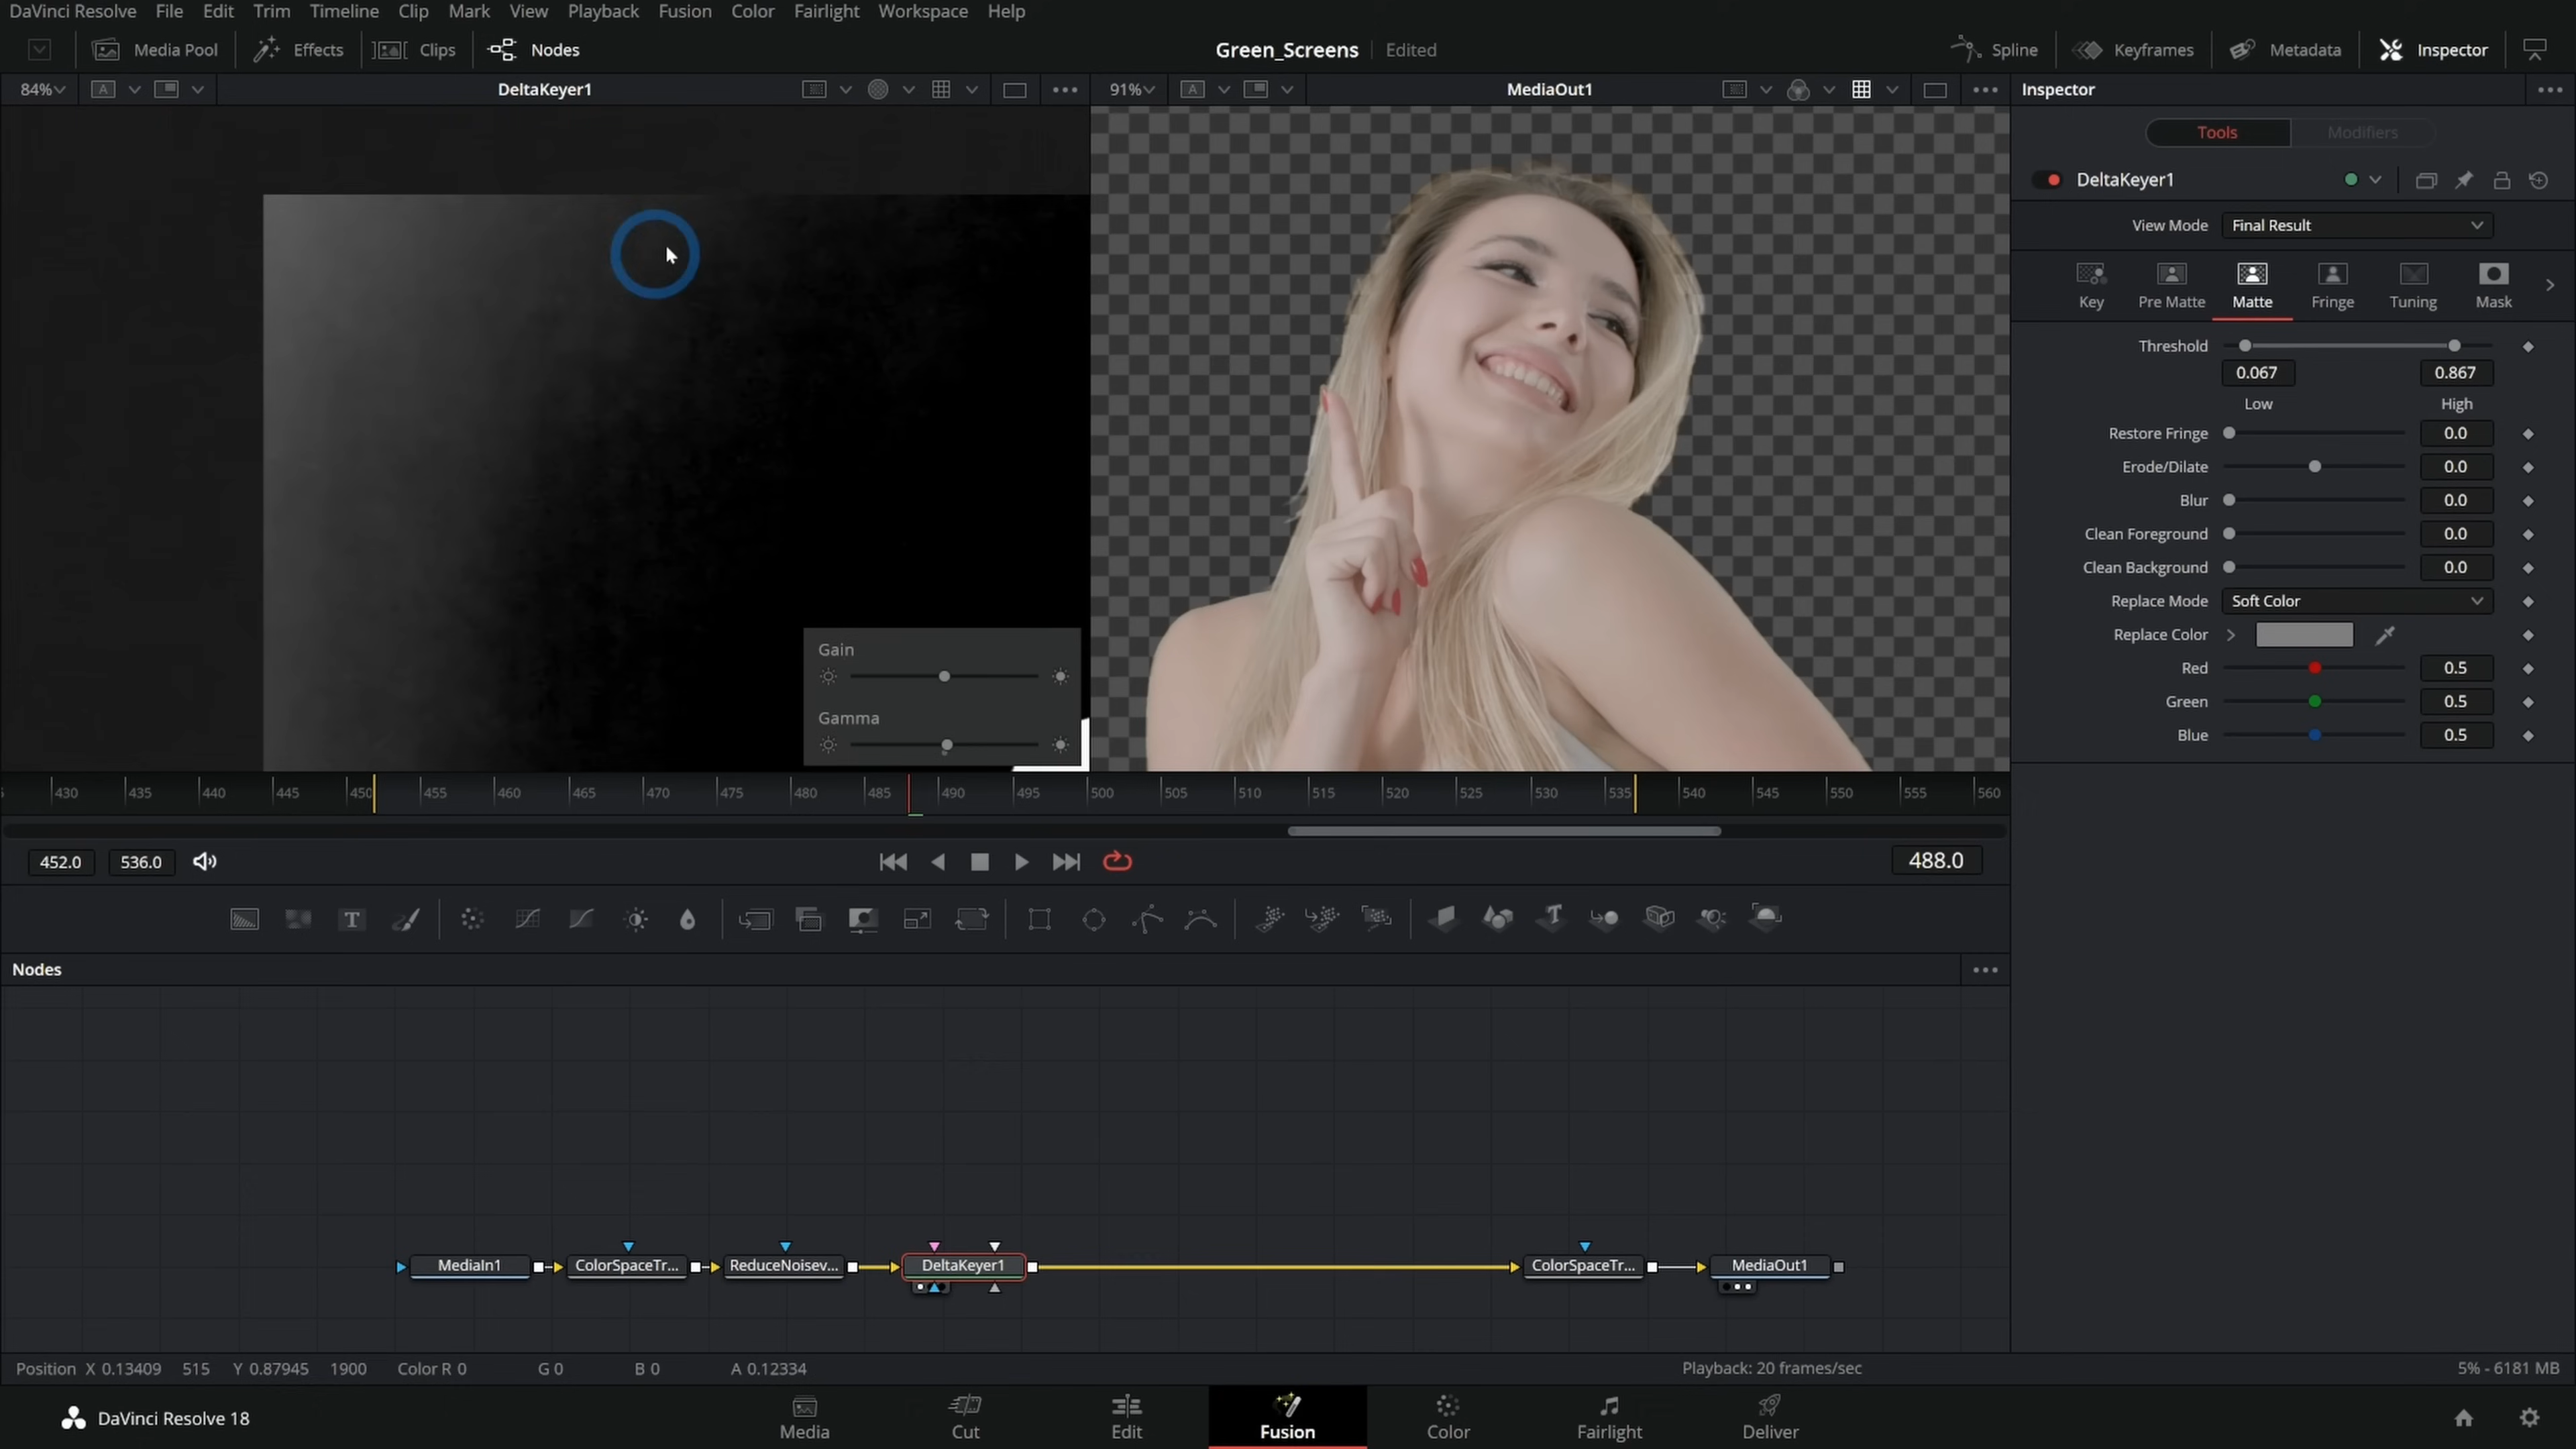 DaVinci Resolve File Edit Trim Timeline Clip Mark View Playback Fusion Color Fairlight Workspace Help
Media Pool Effects Clips Nodes Green_Screens Edited Spline Keyframes Metadata Inspector
84% A DeltaKeyer1 91% A MediaOut1 Inspector
Tools Modifiers
DeltaKeyer1
View Mode Final Result
Key Pre Matte Matte Fringe Tuning Mask
Threshold
0.067 0.867
Low High
Restore Fringe 0.0
Erode/Dilate 0.0
Blur 0.0
Clean Foreground 0.0
Clean Background 0.0
Replace Mode Soft Color
Replace Color
Red 0.5
Green 0.5
Blue 0.5
Gain
Gamma
430 435 440 445 450 455 460 465 470 475 480 485 490 495 500 505 510 515 520 525 530 535 540 545 550 555 560
452.0 536.0 488.0
T T
Nodes
MediaIn1 ColorSpaceTr... ReduceNoisev... DeltaKeyer1 ColorSpaceTr... MediaOut1
Position X 0.13409 515 Y 0.87945 1900 Color R 0 G 0 B 0 A 0.12334 Playback: 20 frames/sec 5% - 6181 MB
DaVinci Resolve 18 Media Cut Edit Fusion Color Fairlight Deliver